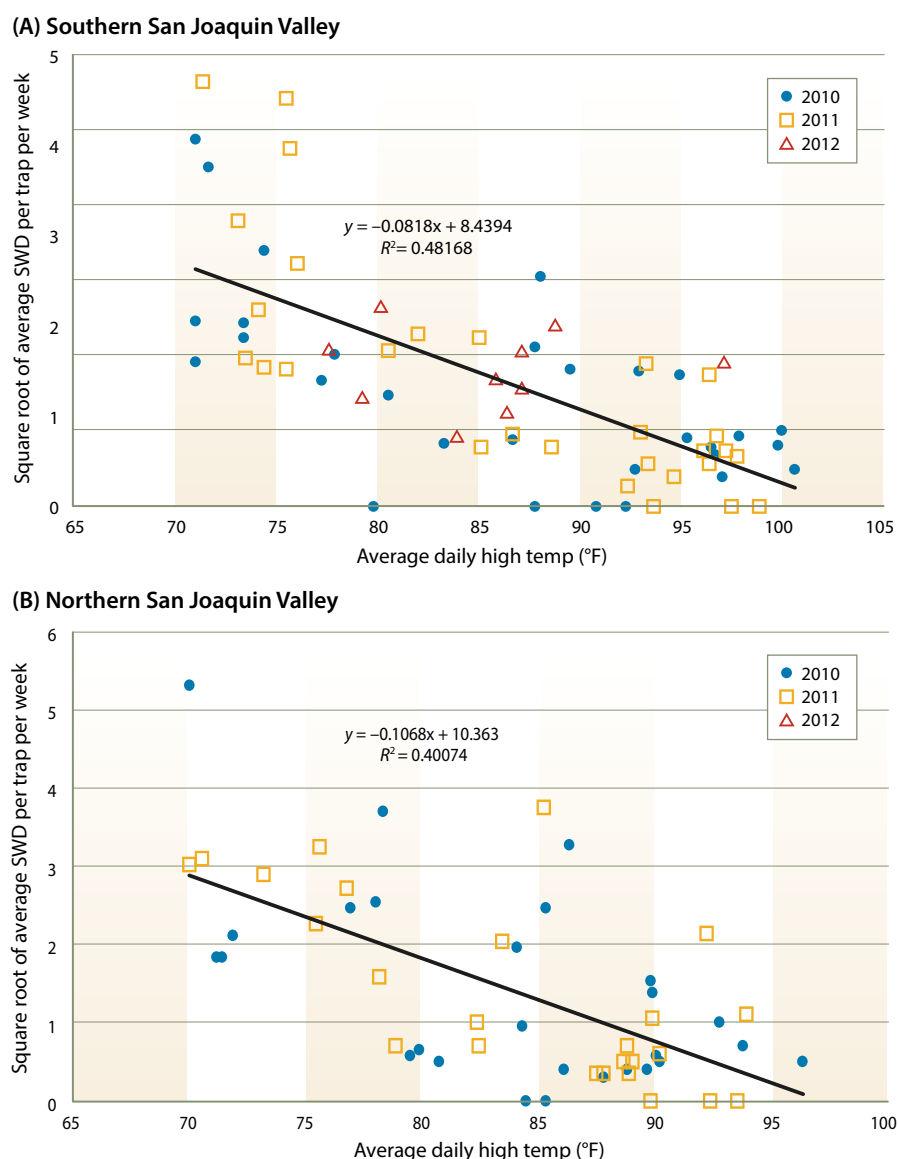 (A) Southern San Joaquin Valley
5
4
3
2
1
0
Square root of average SWD per trap per week
2010
2011
2012
y = −0.0818x + 8.4394
R² = 0.48168
65 70 75 80 85 90 95 100 105
Average daily high temp (°F)
(B) Northern San Joaquin Valley
6
5
4
3
2
1
0
Square root of average SWD per trap per week
2010
2011
2012
y = −0.1068x + 10.363
R² = 0.40074
65 70 75 80 85 90 95 100
Average daily high temp (°F)